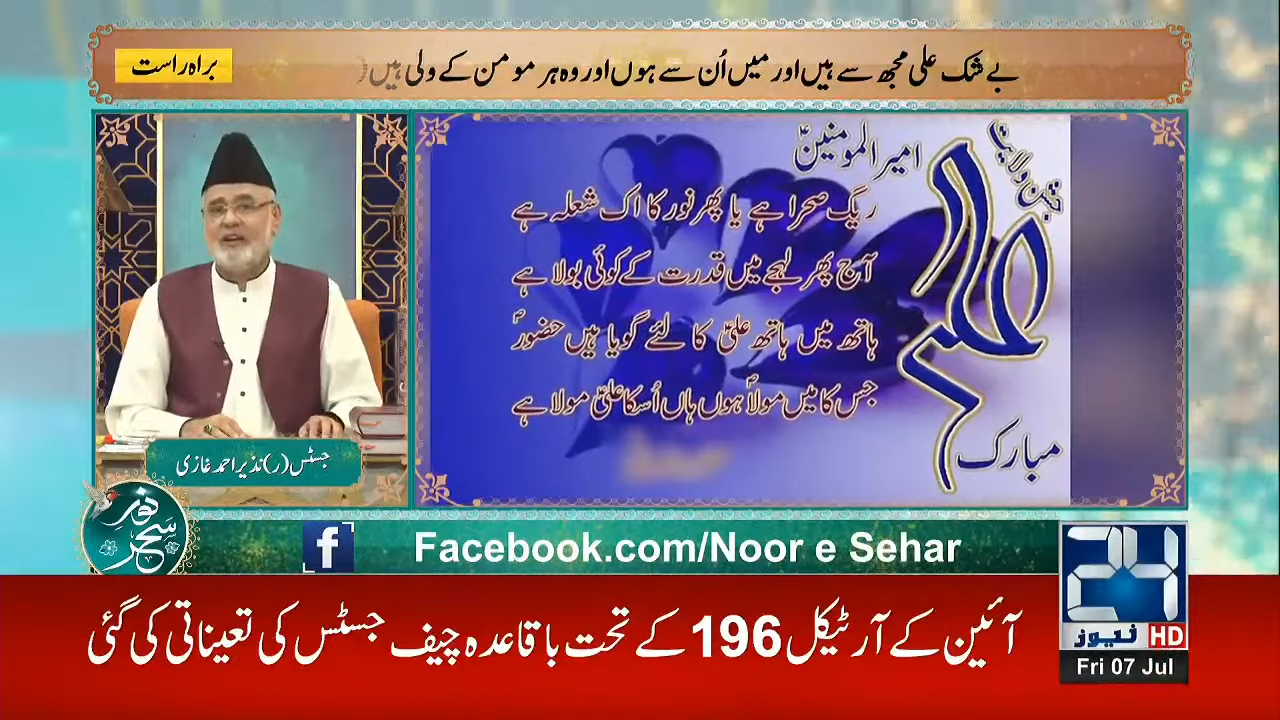 بے شک علی مجھ سے ہیں اور میں اُن سے ہوں اور وہ ہر مومن کے ولی ہیں(
براہ راست
جشن ولادت
امیر المومنینؑ
علی
ریگ صحرا ہے یا پھر نور کا اک شعلہ ہے
آج پھر لہجے میں قدرت کے کوئی بولا ہے
ہاتھ میں ہاتھ علیؑ کا لئے گویا ہیں حضورؐ
جس کا میں مولاؐ ہوں ہاں اُسکا علیؑ مولا ہے
مبارک
جسٹس (ر) نذیر احمد غازی
نور سحر
f
Facebook.com/Noor e Sehar
24
نیوز HD
آئین کے آرٹیکل 196 کے تحت باقاعدہ چیف جسٹس کی تعیناتی کی گئی
Fri 07 Jul